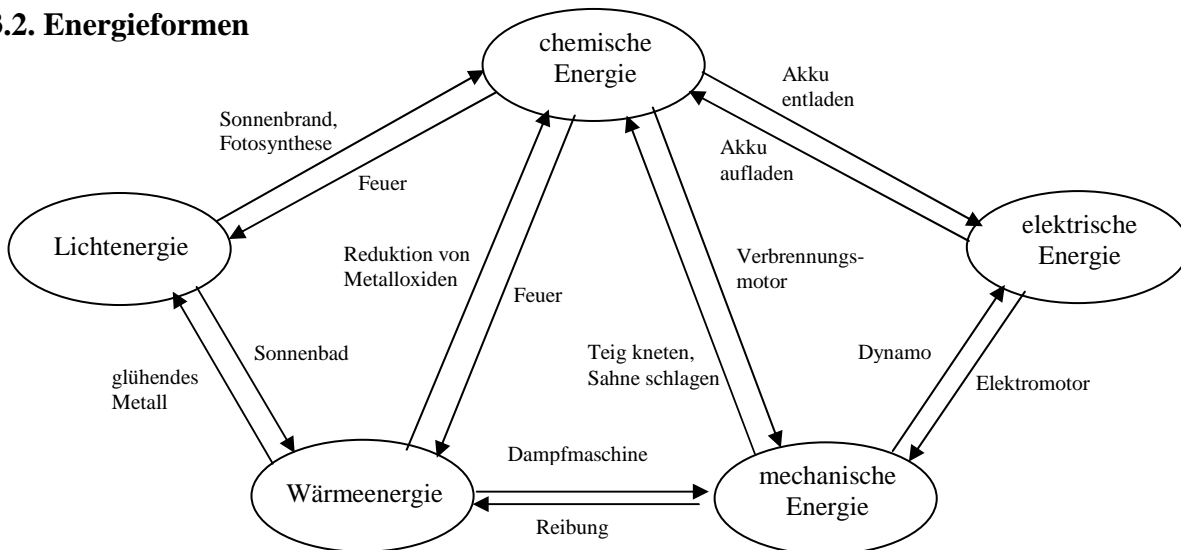 3.2. Energieformen
chemische
Energie
Akku
entladen
Sonnenbrand,
Fotosynthese
Akku
aufladen
Feuer
Lichtenergie
elektrische
Energie
Reduktion von
Metalloxiden
Verbrennungs-
motor
Feuer
Sonnenbad
Teig kneten,
Sahne schlagen
Dynamo
glühendes
Metall
Elektromotor
Dampfmaschine
Wärmeenergie
mechanische
Energie
Reibung